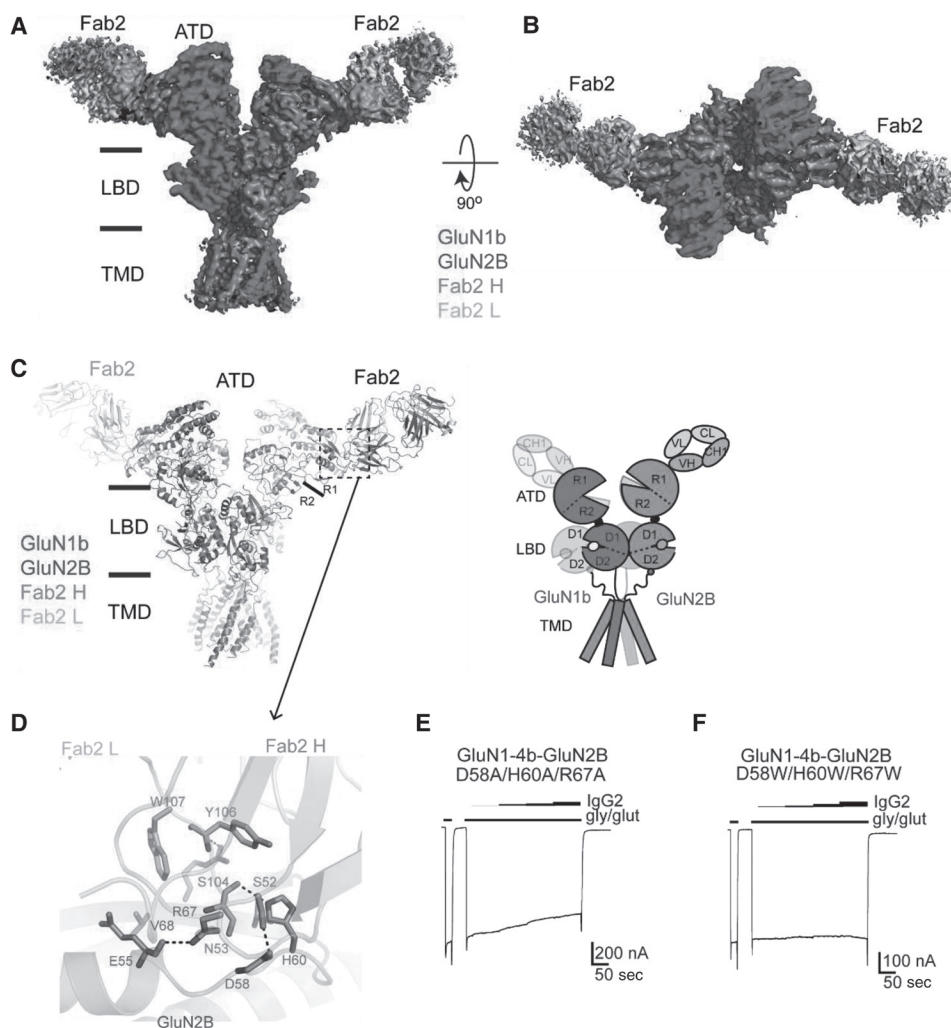 A
Fab2
ATD
Fab2
LBD
TMD
90º
GluN1b
GluN2B
Fab2 H
Fab2 L
B
Fab2
Fab2
C
Fab2
ATD
Fab2
R1
R2
LBD
TMD
GluN1b
GluN2B
Fab2 H
Fab2 L
CH1
CL
VH
VL
CL
VL
CH1
VH
ATD
R1
R2
R1
R2
LBD
D1
D2
D1
D2
D1
D2
GluN1b
GluN2B
TMD
D
Fab2 L
Fab2 H
W107
Y106
S104
S52
R67
V68
N53
E55
D58
H60
GluN2B
E
GluN1-4b-GluN2B
D58A/H60A/R67A
IgG2
gly/glut
200 nA
50 sec
F
GluN1-4b-GluN2B
D58W/H60W/R67W
IgG2
gly/glut
100 nA
50 sec